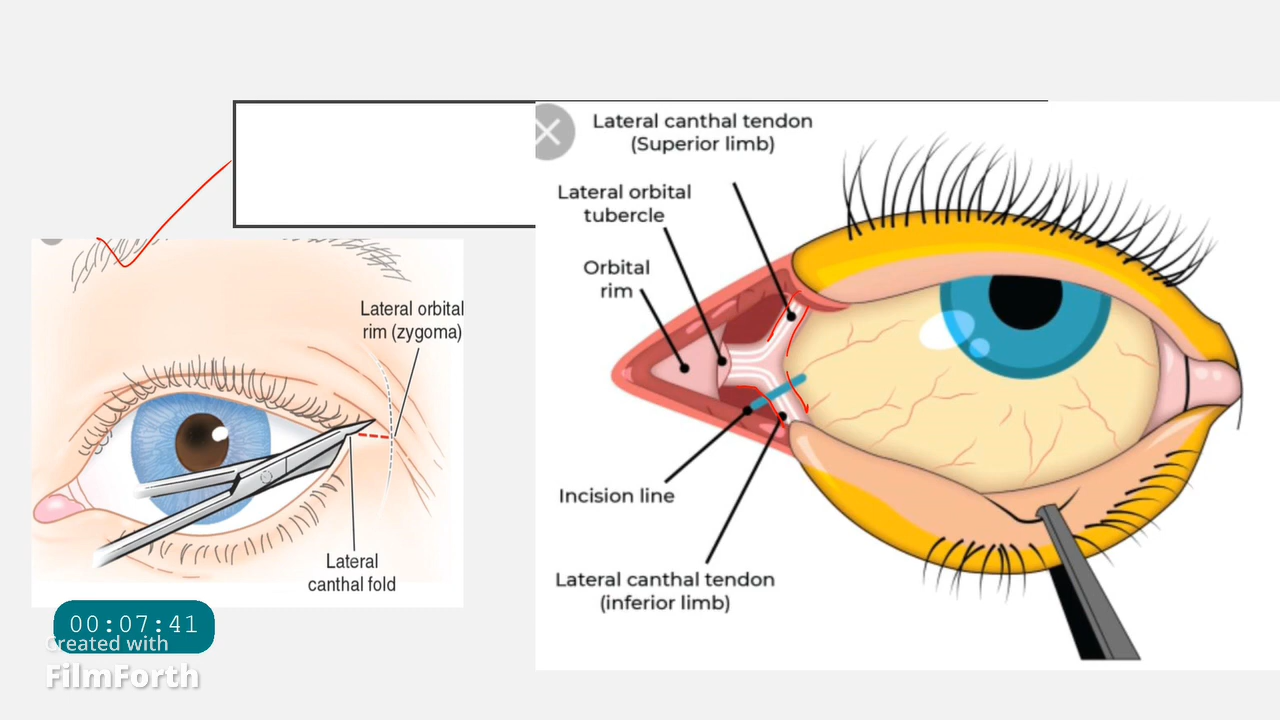 Lateral canthal tendon
(Superior limb)
Lateral orbital
tubercle
Orbital
rim
Lateral orbital
rim (zygoma)
Incision line
Lateral
canthal fold
Lateral canthal tendon
(inferior limb)
00:07:41
Created with
FilmForth